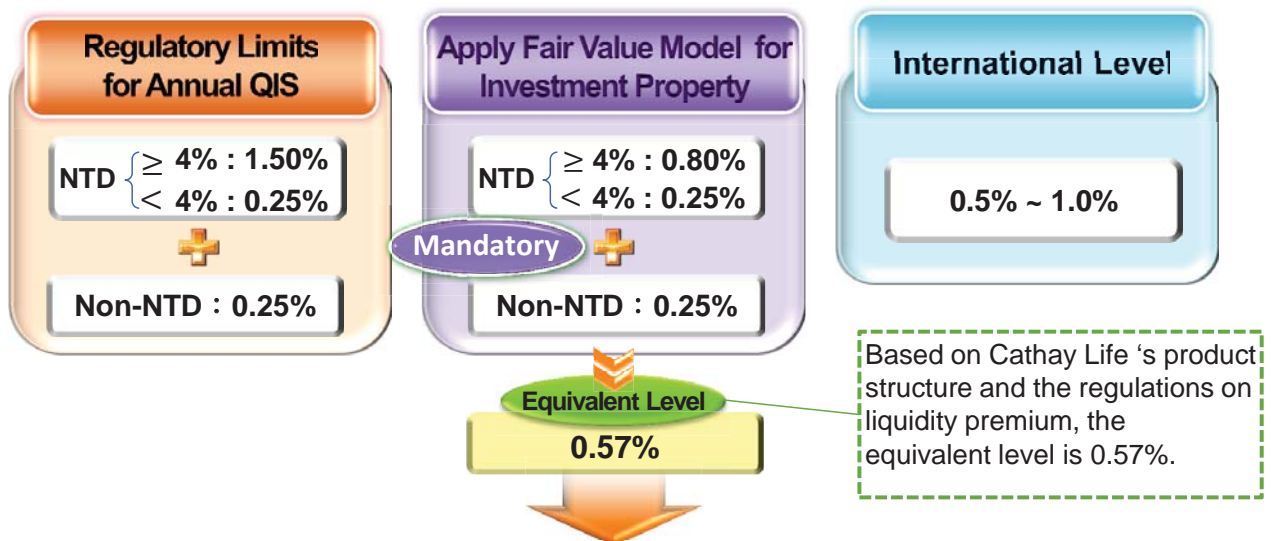 Regulatory Limits
for Annual QIS
NTD
≥ 4% : 1.50%
< 4% : 0.25%
Non-NTD：0.25%
Apply Fair Value Model for
Investment Property
NTD
≥ 4% : 0.80%
< 4% : 0.25%
Mandatory
Non-NTD：0.25%
Equivalent Level
0.57%
International Level
0.5% ~ 1.0%
Based on Cathay Life ‘s product
structure and the regulations on
liquidity premium, the
equivalent level is 0.57%.